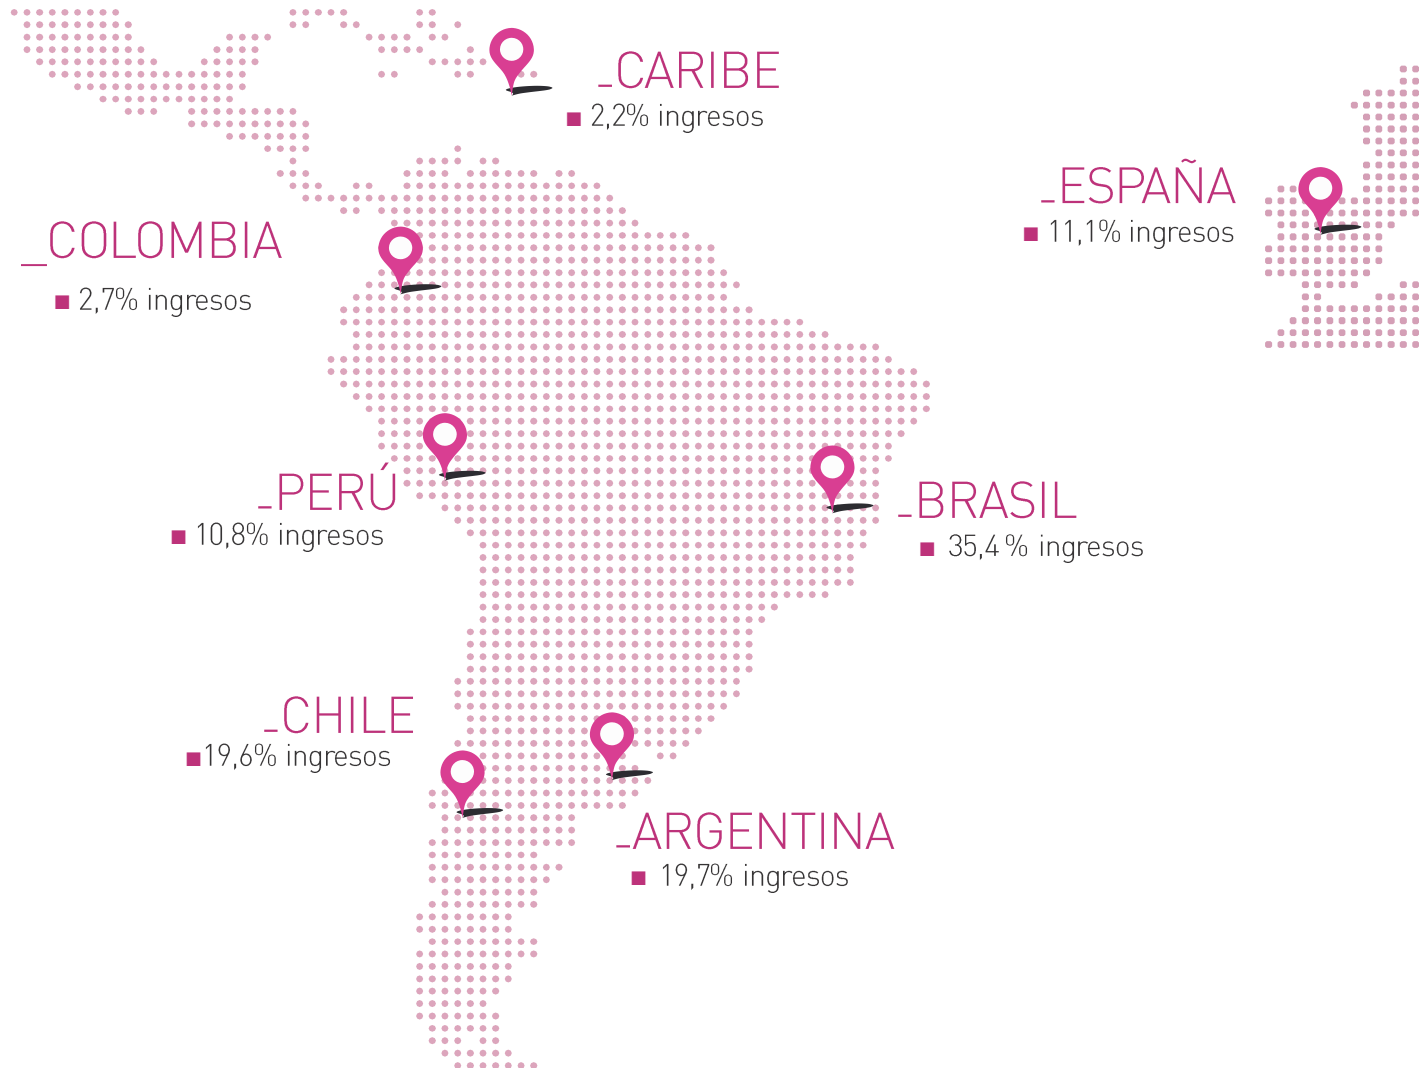 _CARIBE
■ 2,2% ingresos
_ESPAÑA
■ 11,1% ingresos
_COLOMBIA
■ 2,7% ingresos
_PERÚ
■ 10,8% ingresos
_BRASIL
■ 35,4 % ingresos
_CHILE
■ 19,6% ingresos
_ARGENTINA
■ 19,7% ingresos